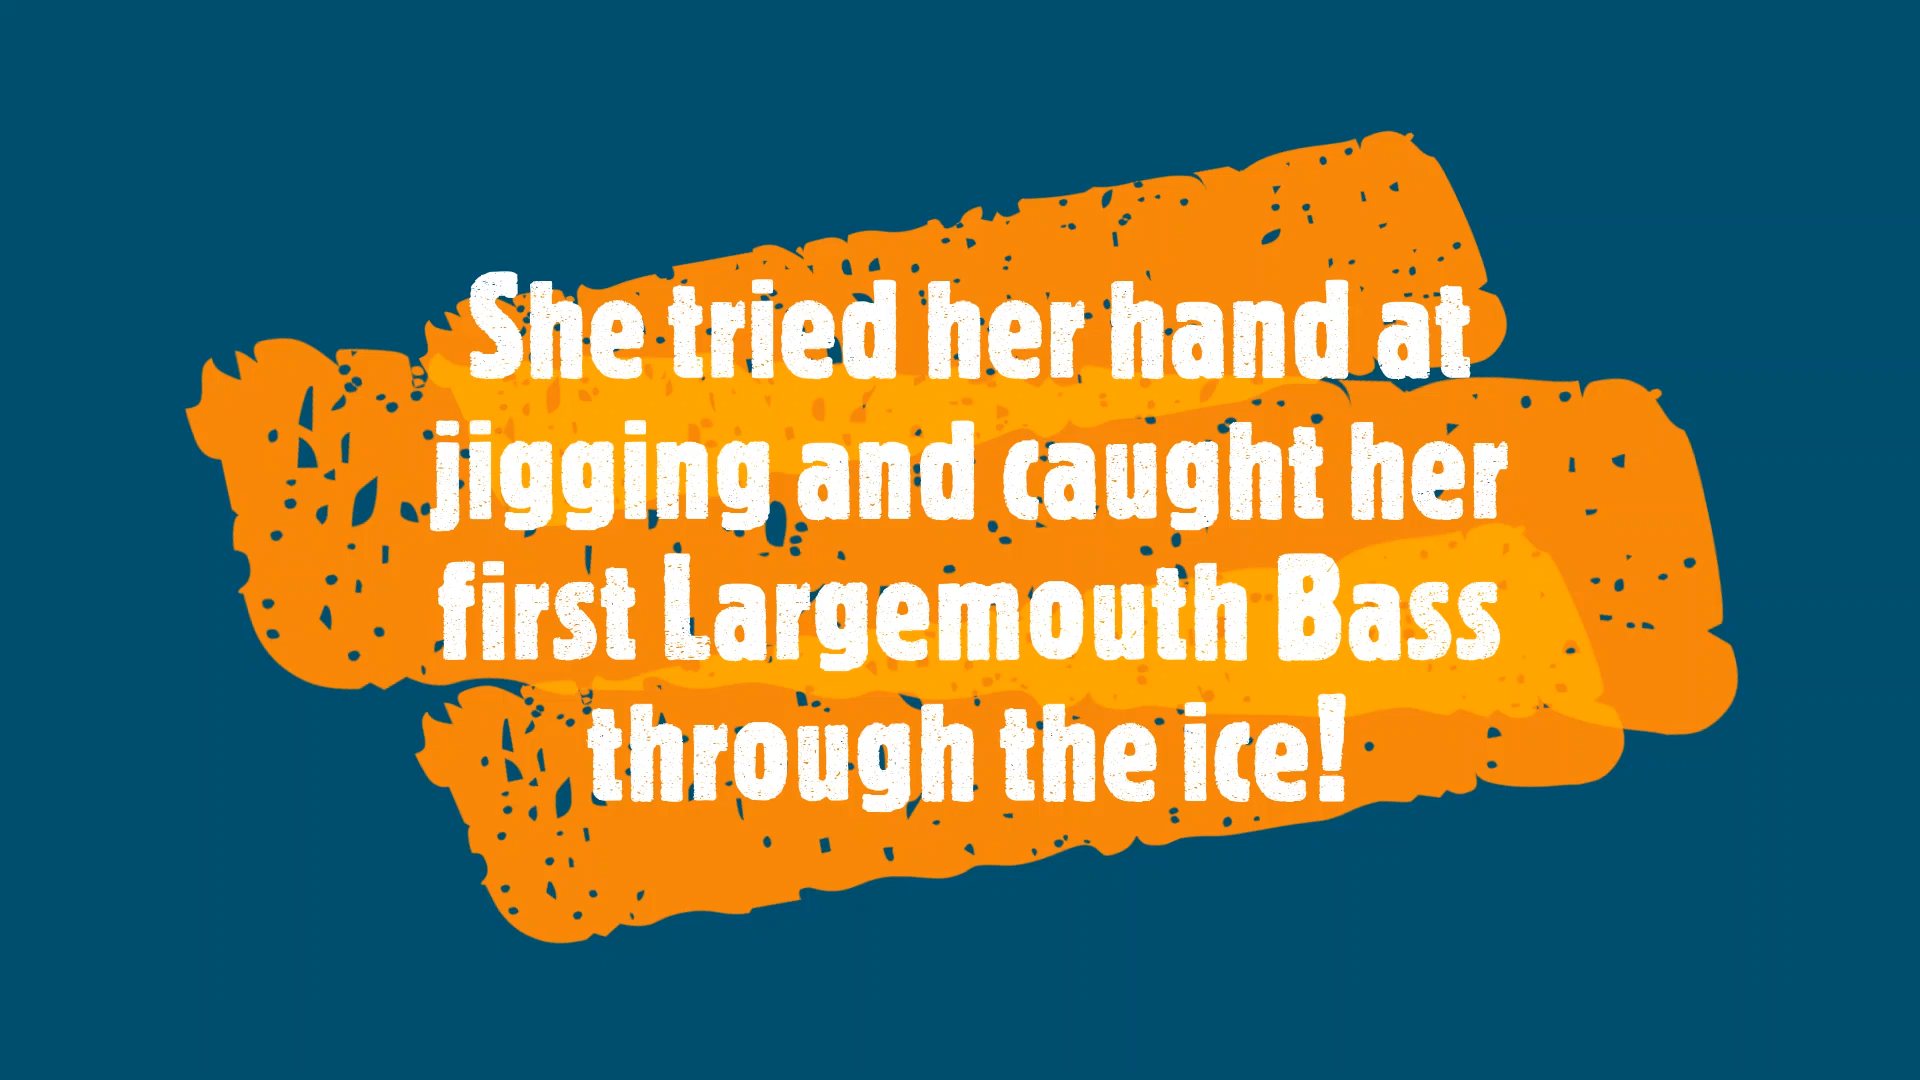 She tried her hand at
jigging and caught her
first Largemouth Bass
through the ice!